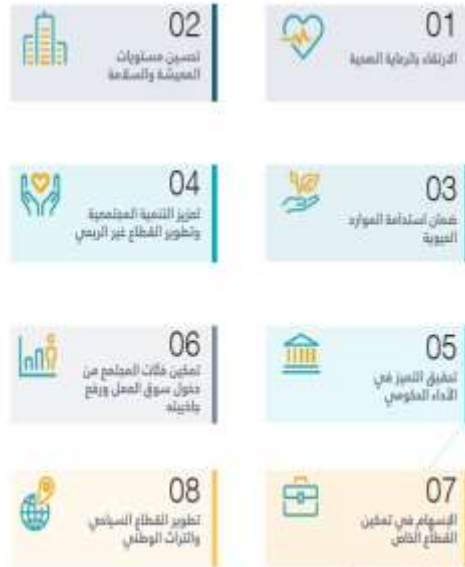 01
الارتقاء بالرعاية الصحية
02
تحسين مستويات
المعيشة والسلامة
03
ضمان استدامة الموارد
الحيوية
04
تعزيز التنمية المجتمعية
وتطوير القطاع غير الربحي
05
تحقيق التميز في
الأداء الحكومي
06
تمكين فئات المجتمع من
دخول سوق العمل ورفع
جاذبيته
07
الإسهام في تمكين
القطاع الخاص
08
تطوير القطاع السياحي
والتراث الوطني